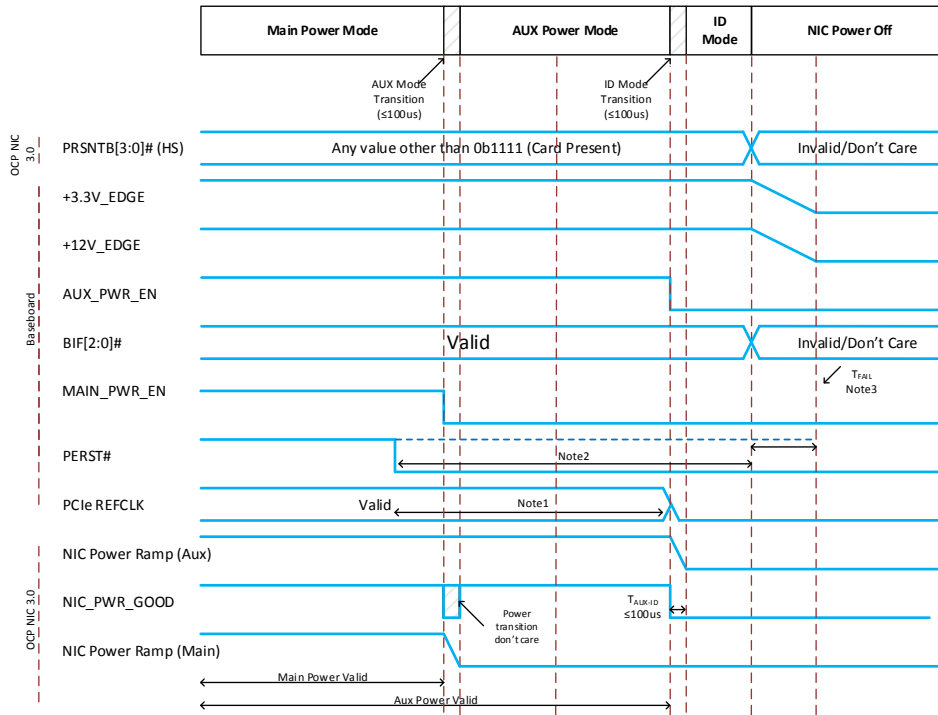 Main Power Mode
AUX Power Mode
ID
Mode
NIC Power Off
AUX Mode
Transition
(≤100us)
ID Mode
Transition
(≤100us)
OCP NIC
3.0
PRSNTB[3:0]# (HS)
Any value other than 0b1111 (Card Present)
Invalid/Don't Care
+3.3V_EDGE
+12V_EDGE
Baseboard
AUX_PWR_EN
BIF[2:0]#
Valid
Invalid/Don't Care
TFAIL
Note3
MAIN_PWR_EN
PERST#
Note2
PCIe REFCLK
Valid
Note1
NIC Power Ramp (Aux)
OCP NIC 3.0
NIC_PWR_GOOD
Power
transition
don't care
TAUX-ID
≤100us
NIC Power Ramp (Main)
Main Power Valid
Aux Power Valid